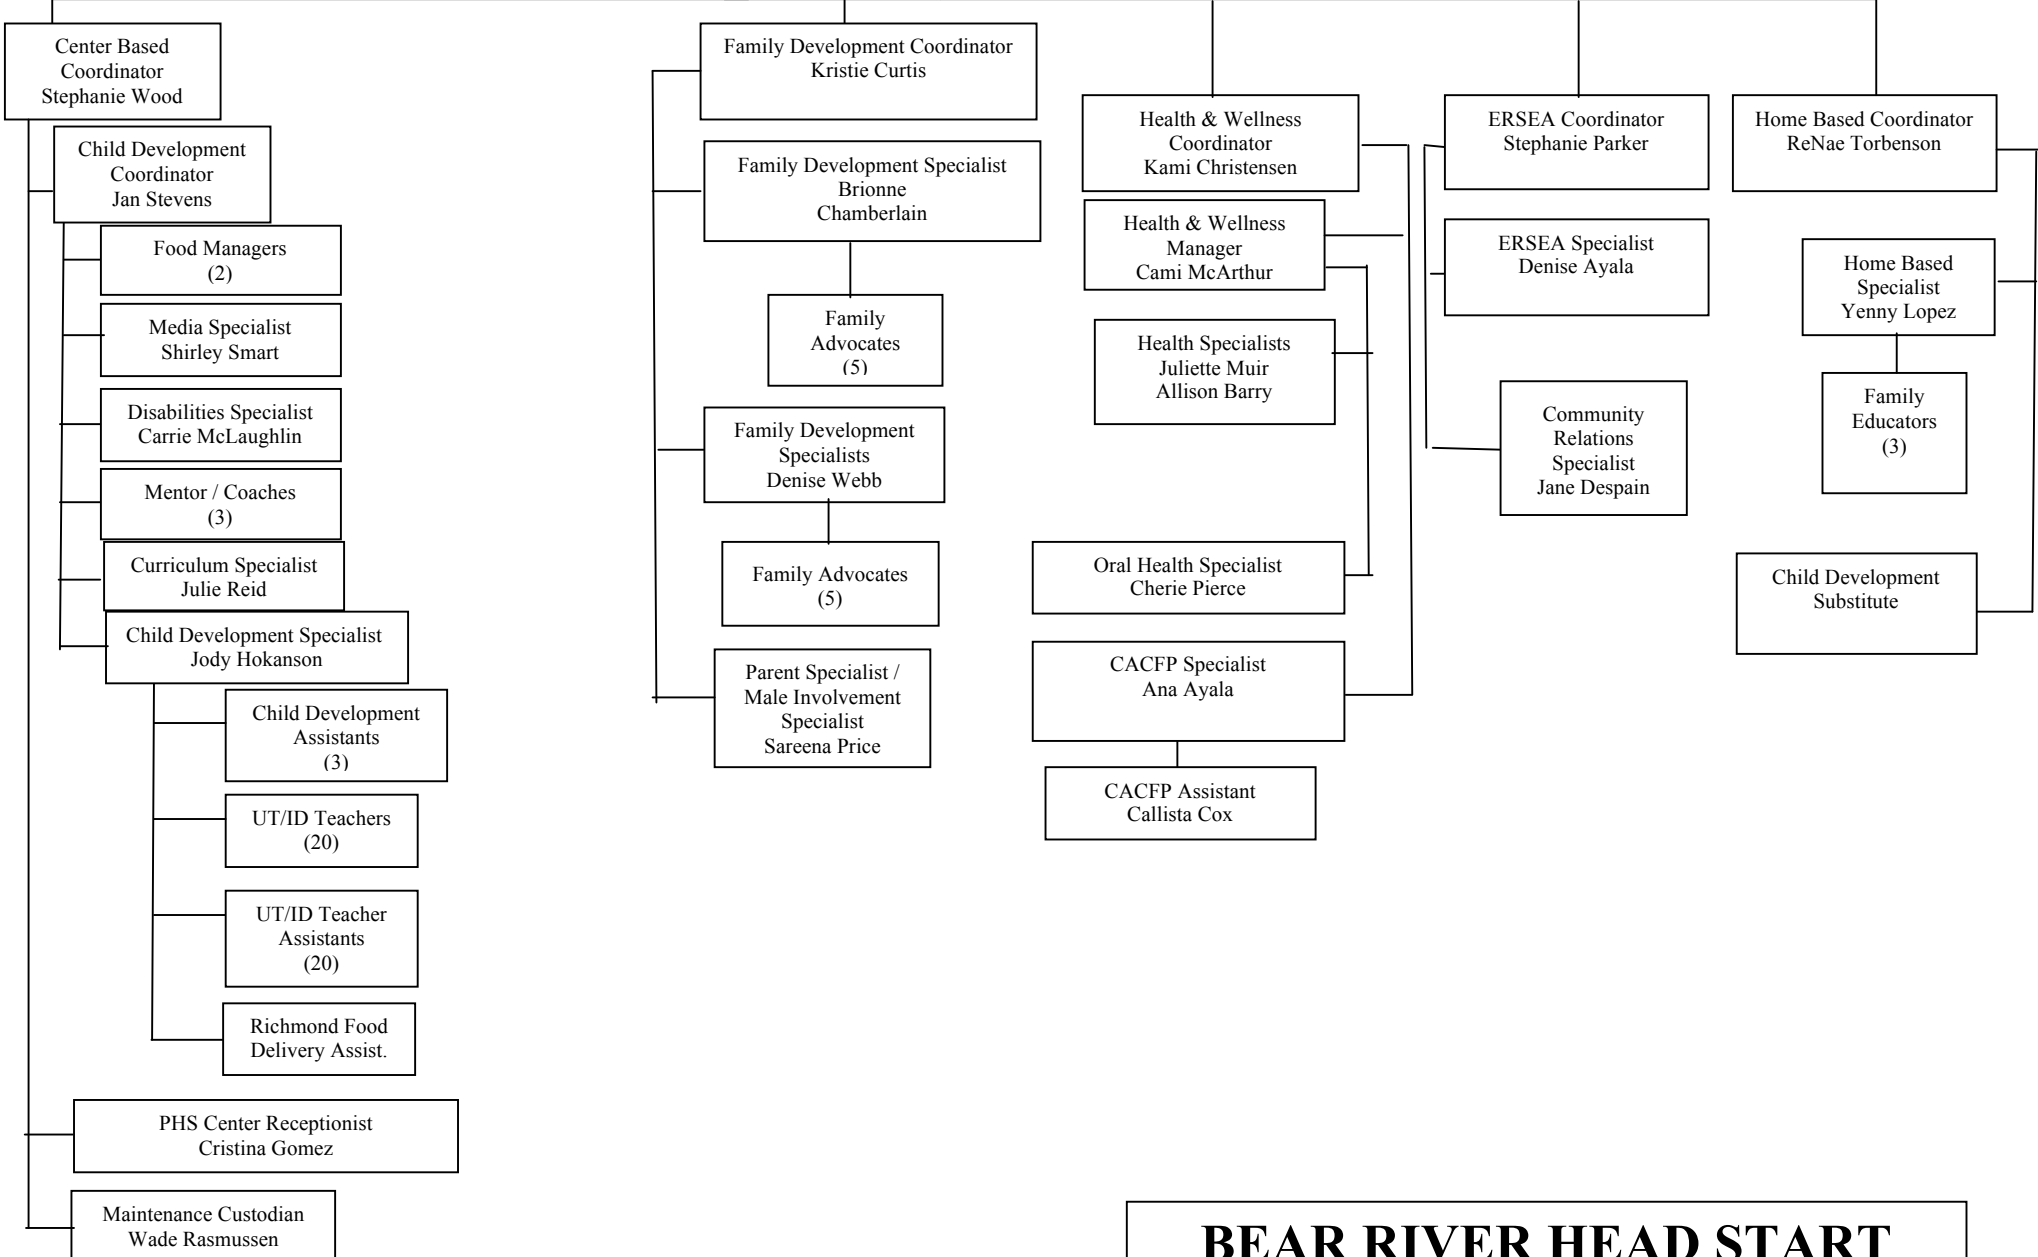 Center Based
Coordinator
Stephanie Wood
Child Development
Coordinator
Jan Stevens
Food Managers
(2)
Media Specialist
Shirley Smart
Disabilities Specialist
Carrie McLaughlin
Mentor / Coaches
(3)
Curriculum Specialist
Julie Reid
Child Development Specialist
Jody Hokanson
Child Development
Assistants
(3)
UT/ID Teachers
(20)
UT/ID Teacher
Assistants
(20)
Richmond Food
Delivery Assist.
PHS Center Receptionist
Cristina Gomez
Maintenance Custodian
Wade Rasmussen
Family Development Coordinator
Kristie Curtis
Family Development Specialist
Brionne
Chamberlain
Family
Advocates
(5)
Family Development
Specialists
Denise Webb
Family Advocates
(5)
Parent Specialist /
Male Involvement
Specialist
Sareena Price
Health & Wellness
Coordinator
Kami Christensen
Health & Wellness
Manager
Cami McArthur
Health Specialists
Juliette Muir
Allison Barry
Oral Health Specialist
Cherie Pierce
CACFP Specialist
Ana Ayala
CACFP Assistant
Callista Cox
ERSEA Coordinator
Stephanie Parker
ERSEA Specialist
Denise Ayala
Community
Relations
Specialist
Jane Despain
Home Based Coordinator
ReNae Torbenson
Home Based
Specialist
Yenny Lopez
Family
Educators
(3)
Child Development
Substitute
BEAR RIVER HEAD START